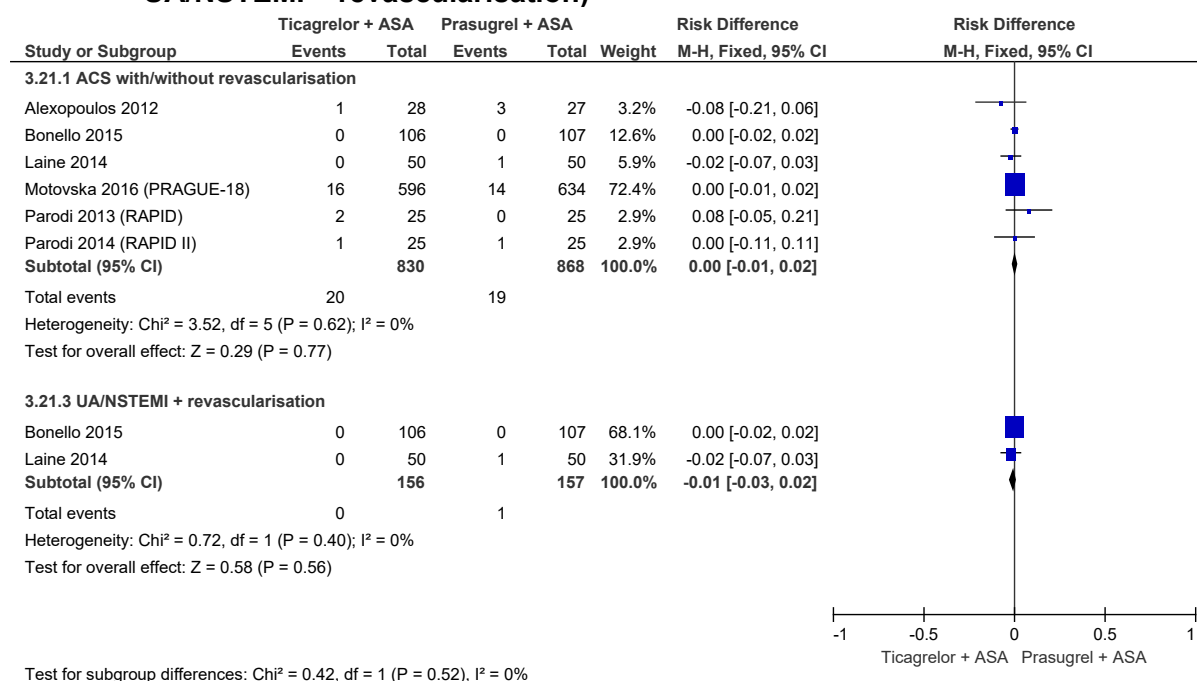 UA/NSTEMI + revascularisation)
Ticagrelor + ASA Prasugrel + ASA Risk Difference Risk Difference
Study or Subgroup Events Total Events Total Weight M-H, Fixed, 95% CI M-H, Fixed, 95% CI
3.21.1 ACS with/without revascularisation
Alexopoulos 2012 1 28 3 27 3.2% -0.08 [-0.21, 0.06]
Bonello 2015 0 106 0 107 12.6% 0.00 [-0.02, 0.02]
Laine 2014 0 50 1 50 5.9% -0.02 [-0.07, 0.03]
Motovska 2016 (PRAGUE-18) 16 596 14 634 72.4% 0.00 [-0.01, 0.02]
Parodi 2013 (RAPID) 2 25 0 25 2.9% 0.08 [-0.05, 0.21]
Parodi 2014 (RAPID II) 1 25 1 25 2.9% 0.00 [-0.11, 0.11]
Subtotal (95% CI) 830 868 100.0% 0.00 [-0.01, 0.02]
Total events 20 19
Heterogeneity: Chi² = 3.52, df = 5 (P = 0.62); I² = 0%
Test for overall effect: Z = 0.29 (P = 0.77)
3.21.3 UA/NSTEMI + revascularisation
Bonello 2015 0 106 0 107 68.1% 0.00 [-0.02, 0.02]
Laine 2014 0 50 1 50 31.9% -0.02 [-0.07, 0.03]
Subtotal (95% CI) 156 157 100.0% -0.01 [-0.03, 0.02]
Total events 0 1
Heterogeneity: Chi² = 0.72, df = 1 (P = 0.40); I² = 0%
Test for overall effect: Z = 0.58 (P = 0.56)
-1 -0.5 0 0.5 1
Ticagrelor + ASA Prasugrel + ASA
Test for subgroup differences: Chi² = 0.42, df = 1 (P = 0.52), I² = 0%